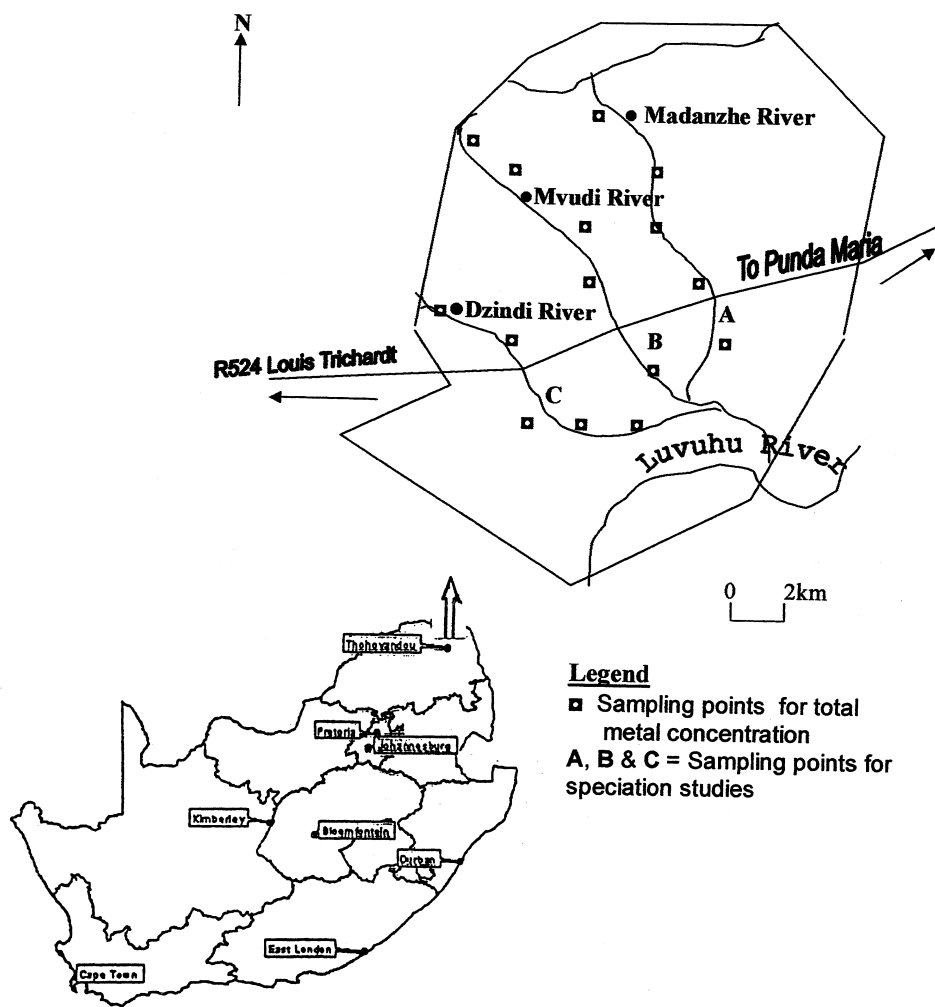 N
Madanzhe River
Mvudi River
To Punda Maria
Dzindi River
A
B
R524 Louis Trichardt
C
Luvuhu River
0 2km
Thohoyandou
Pretoria
Johannesburg
Kimberley
Bloemfontein
Durban
East London
Cape Town
Legend
Sampling points for total
metal concentration
A, B & C = Sampling points for
speciation studies